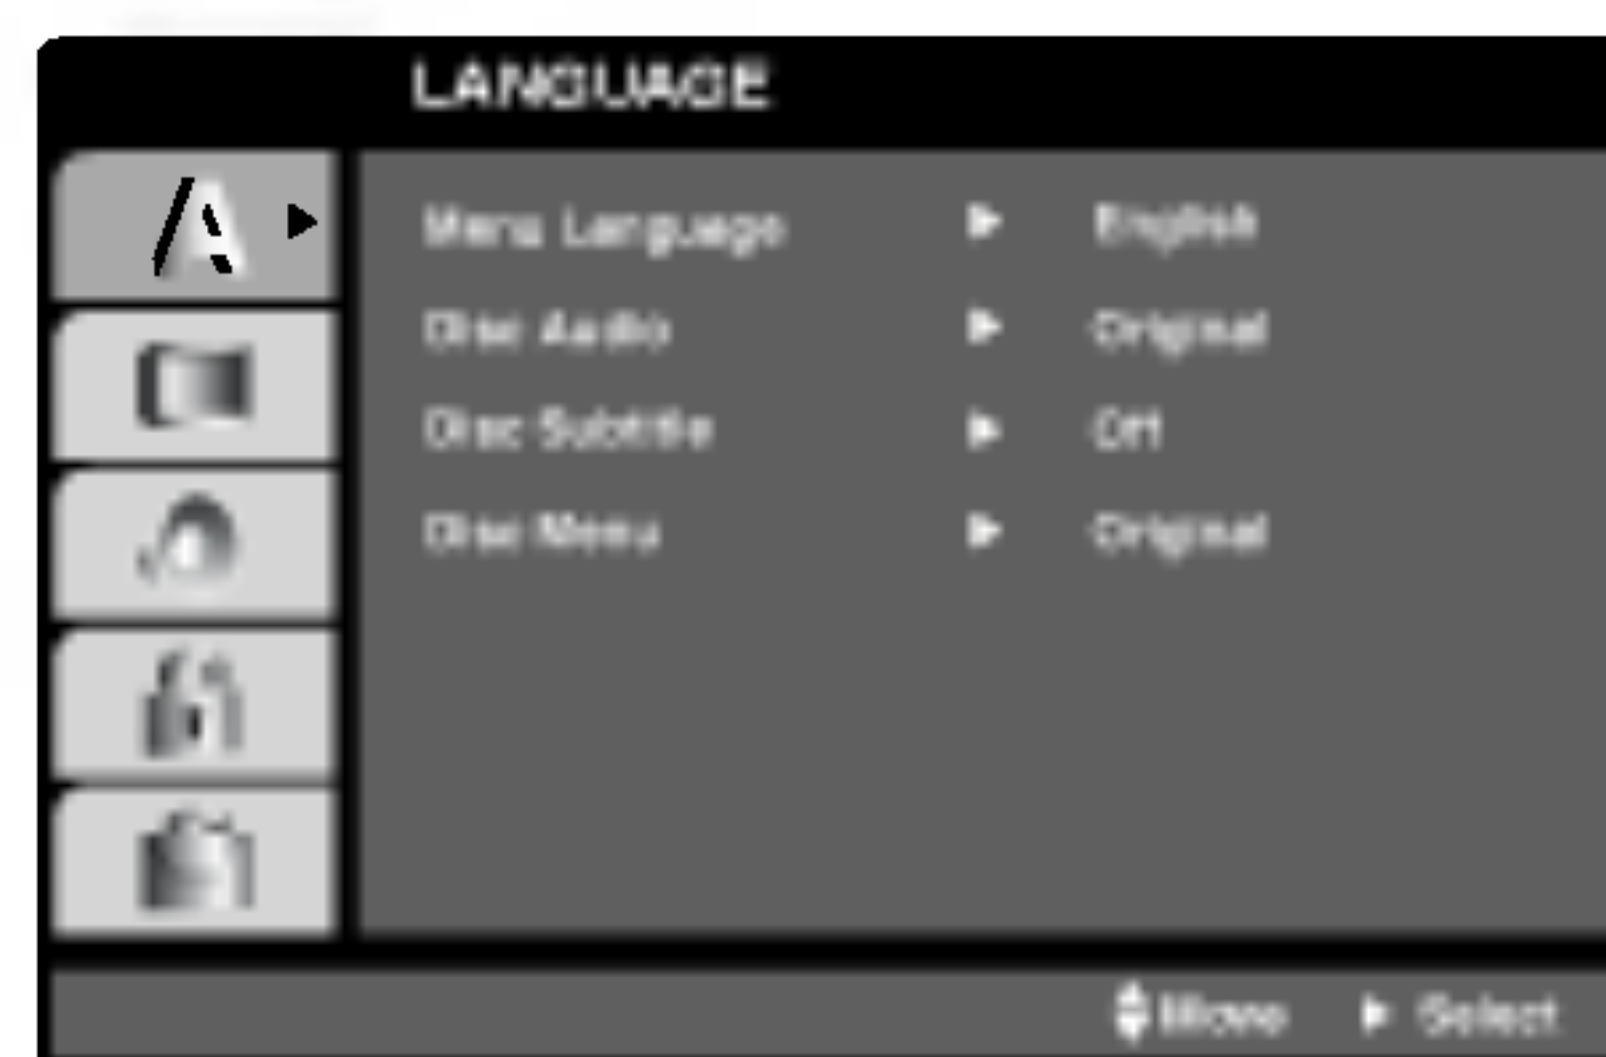 LANGUAGE
Menu Language ▶ English
Disc Audio ▶ Original
Disc Subtitle ▶ Off
Disc Menu ▶ Original
Move ▶ Select